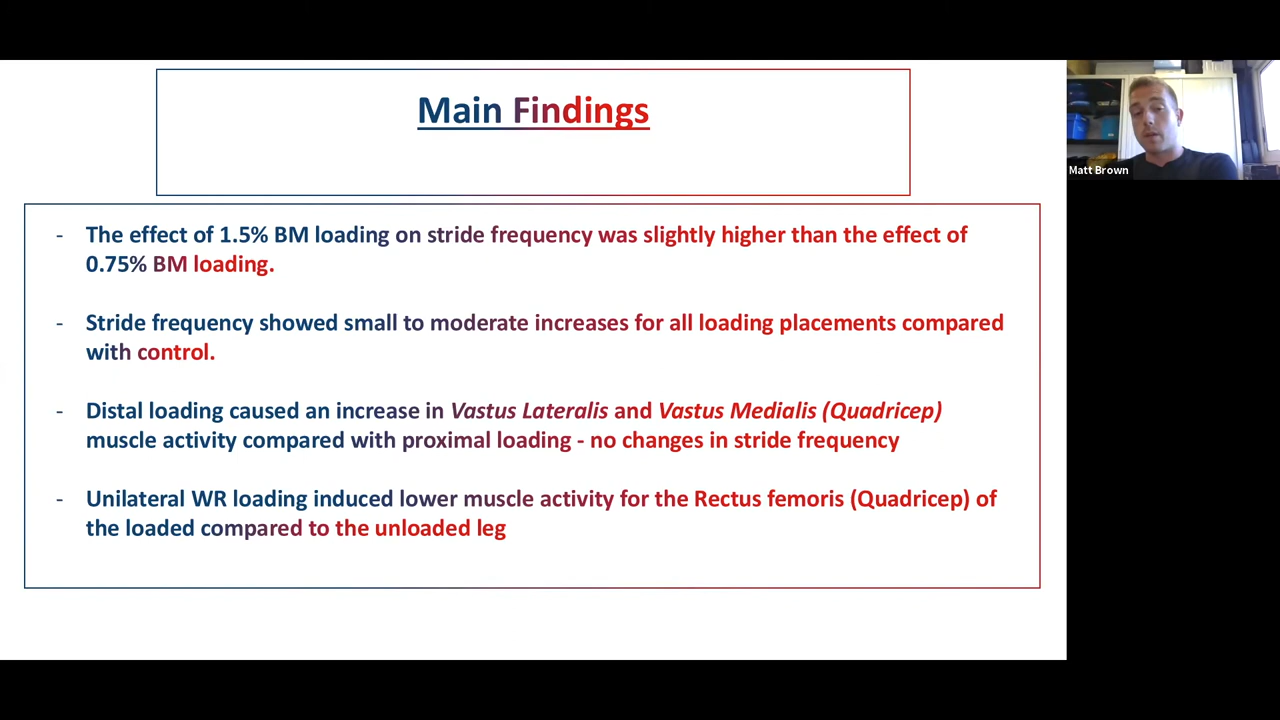 Main Findings
Matt Brown
- The effect of 1.5% BM loading on stride frequency was slightly higher than the effect of
0.75% BM loading.
- Stride frequency showed small to moderate increases for all loading placements compared
with control.
- Distal loading caused an increase in Vastus Lateralis and Vastus Medialis (Quadricep)
muscle activity compared with proximal loading - no changes in stride frequency
- Unilateral WR loading induced lower muscle activity for the Rectus femoris (Quadricep) of
the loaded compared to the unloaded leg